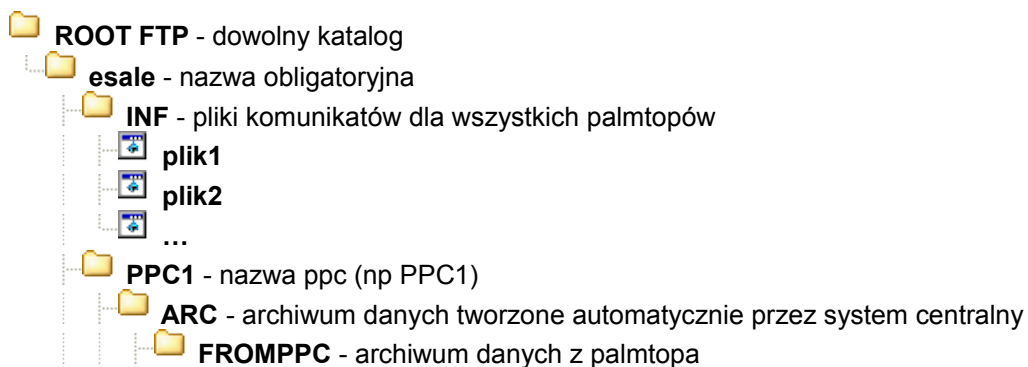 ROOT FTP - dowolny katalog
esale - nazwa obligatoryjna
INF - pliki komunikatów dla wszystkich palmtopów
plik1
plik2
...
PPC1 - nazwa ppc (np PPC1)
ARC - archiwum danych tworzone automatycznie przez system centralny
FROMPPC - archiwum danych z palmtopa